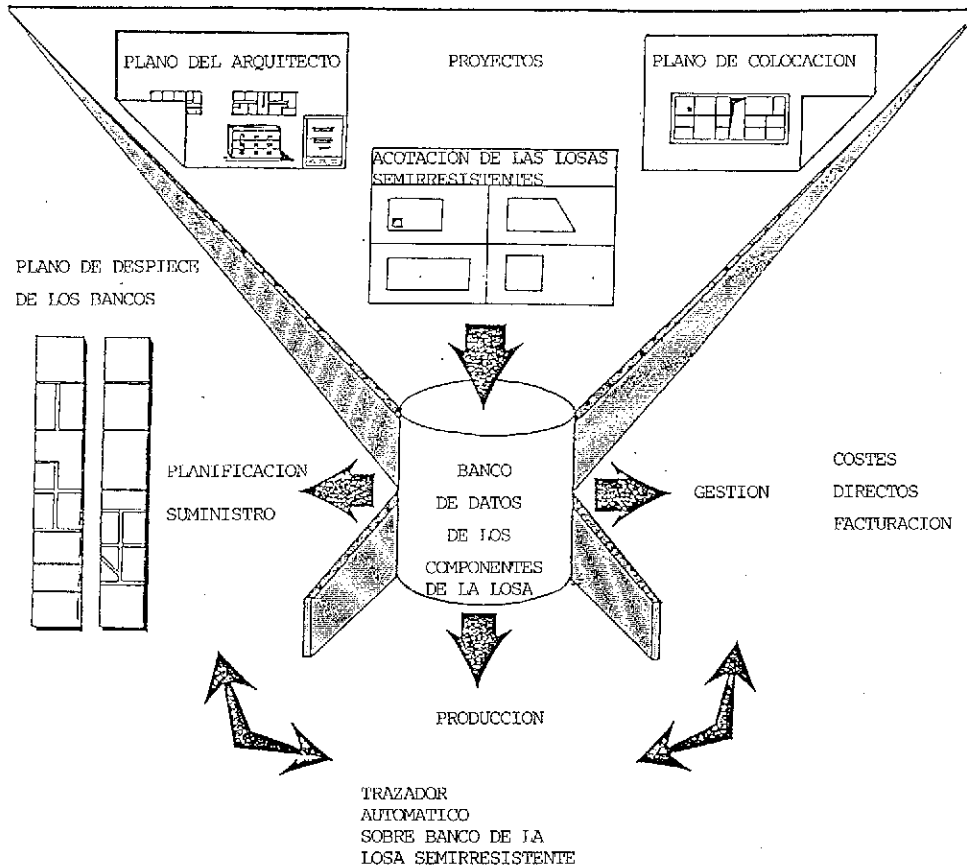 PLANO DEL ARQUITECTO
PROYECTOS
PLANO DE COLOCACION
ACOTACION DE LAS LOSAS
SEMIRRESISTENTES
PLANO DE DESPIECE
DE LOS BANCOS
PLANIFICACION
SUMINISTRO
BANCO
DE DATOS
DE LOS
COMPONENTES
DE LA LOSA
GESTION
COSTES
DIRECTOS
FACTURACION
PRODUCCION
TRAZADOR
AUTOMATICO
SOBRE BANCO DE LA
LOSA SEMIRRESISTENTE